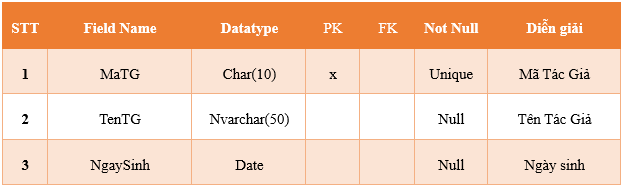 STT Field Name Datatype PK FK Not Null Diễn giải
1 MaTG Char(10) x Unique Mã Tác Giả
2 TenTG Nvarchar(50) Null Tên Tác Giả
3 NgaySinh Date Null Ngày sinh